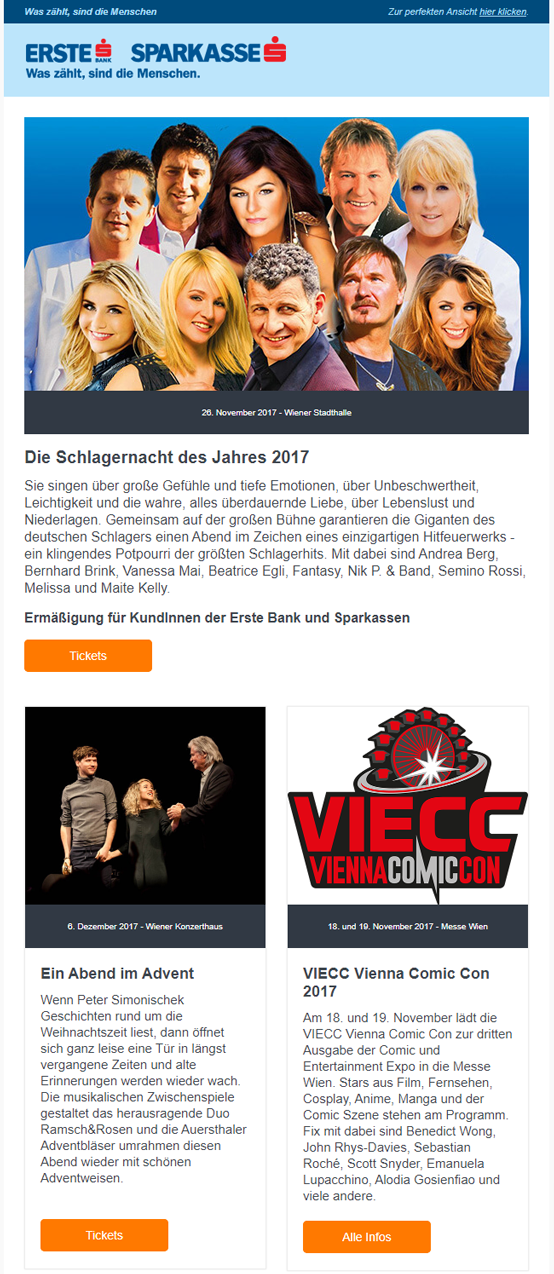 Was zählt, sind die Menschen
Zur perfekten Ansicht hier klicken.
ERSTE BANK SPARKASSE
Was zählt, sind die Menschen.
26. November 2017 - Wiener Stadthalle
Die Schlagernacht des Jahres 2017
Sie singen über große Gefühle und tiefe Emotionen, über Unbeschwertheit,
Leichtigkeit und die wahre, alles überdauernde Liebe, über Lebenslust und
Niederlagen. Gemeinsam auf der großen Bühne garantieren die Giganten des
deutschen Schlagers einen Abend im Zeichen eines einzigartigen Hitfeuerwerks -
ein klingendes Potpourri der größten Schlagerhits. Mit dabei sind Andrea Berg,
Bernhard Brink, Vanessa Mai, Beatrice Egli, Fantasy, Nik P. & Band, Semino Rossi,
Melissa und Maite Kelly.
Ermäßigung für KundInnen der Erste Bank und Sparkassen
Tickets
6. Dezember 2017 - Wiener Konzerthaus
Ein Abend im Advent
Wenn Peter Simonischek
Geschichten rund um die
Weihnachtszeit liest, dann öffnet
sich ganz leise eine Tür in längst
vergangene Zeiten und alte
Erinnerungen werden wieder wach.
Die musikalischen Zwischenspiele
gestaltet das herausragende Duo
Ramsch&Rosen und die Auersthaler
Adventbläser umrahmen diesen
Abend wieder mit schönen
Adventweisen.
Tickets
VIECC
VIENNACOMICCON
18. und 19. November 2017 - Messe Wien
VIECC Vienna Comic Con
2017
Am 18. und 19. November lädt die
VIECC Vienna Comic Con zur dritten
Ausgabe der Comic und
Entertainment Expo in die Messe
Wien. Stars aus Film, Fernsehen,
Cosplay, Anime, Manga und der
Comic Szene stehen am Programm.
Fix mit dabei sind Benedict Wong,
John Rhys-Davies, Sebastian
Roché, Scott Snyder, Emanuela
Lupacchino, Alodia Gosienfiao und
viele andere.
Alle Infos